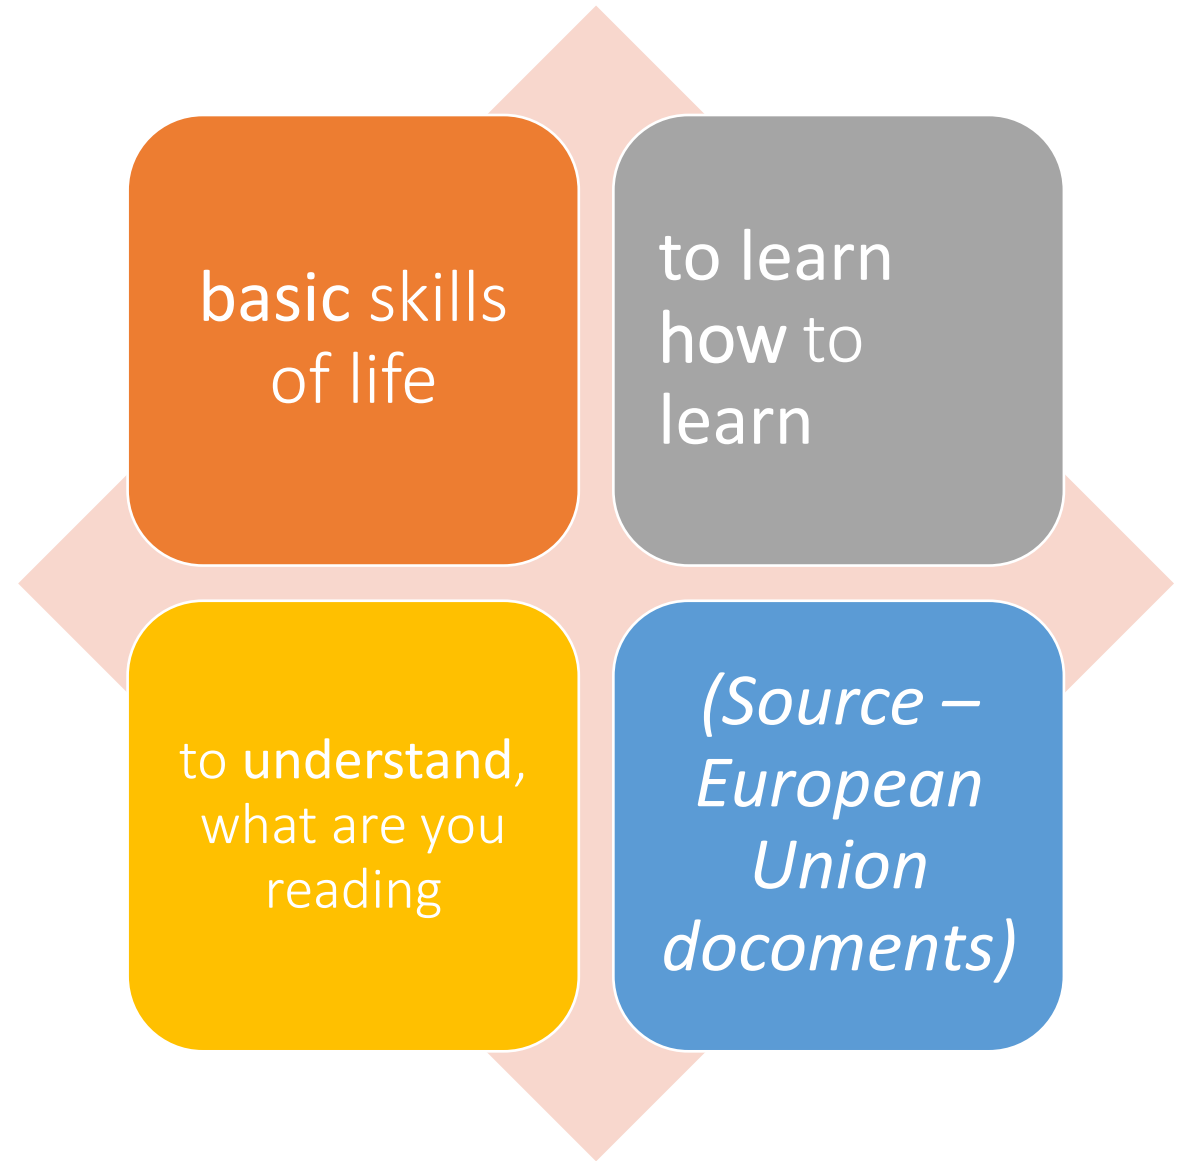 basic skills
of life
to learn
how to
learn
to understand,
what are you
reading
(Source –
European
Union
docoments)